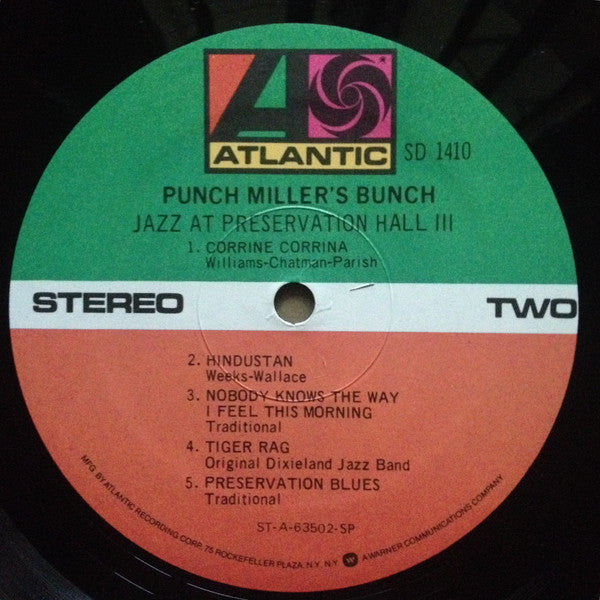 ATLANTIC
SD 1410
PUNCH MILLER'S BUNCH
JAZZ AT PRESERVATION HALL III
1. CORRINE CORRINA
Williams-Chatman-Parish
STEREO
TWO
2. HINDUSTAN
Weeks-Wallace
3. NOBODY KNOWS THE WAY
I FEEL THIS MORNING
Traditional
4. TIGER RAG
Original Dixieland Jazz Band
5. PRESERVATION BLUES
Traditional
ST-A-63502-SP
MFG. BY ATLANTIC RECORDING CORP. 75 ROCKEFELLER PLAZA, N.Y. N.Y. W A WARNER COMMUNICATIONS COMPANY